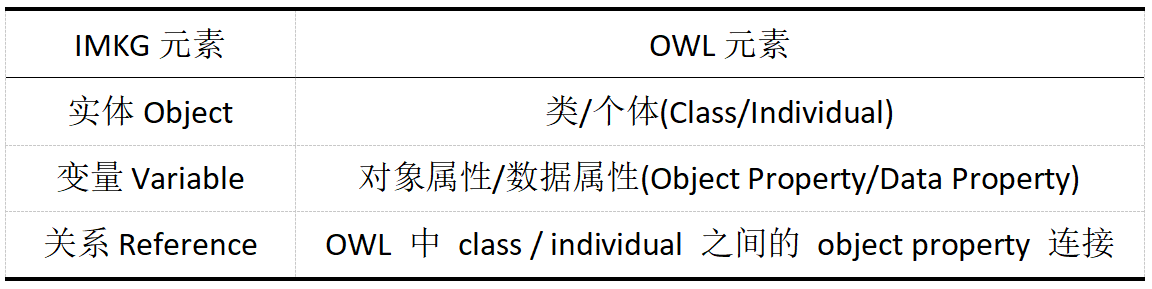 IMKG 元素 OWL 元素
实体 Object 类/个体(Class/Individual)
变量 Variable 对象属性/数据属性(Object Property/Data Property)
关系 Reference OWL 中 class / individual 之间的 object property 连接